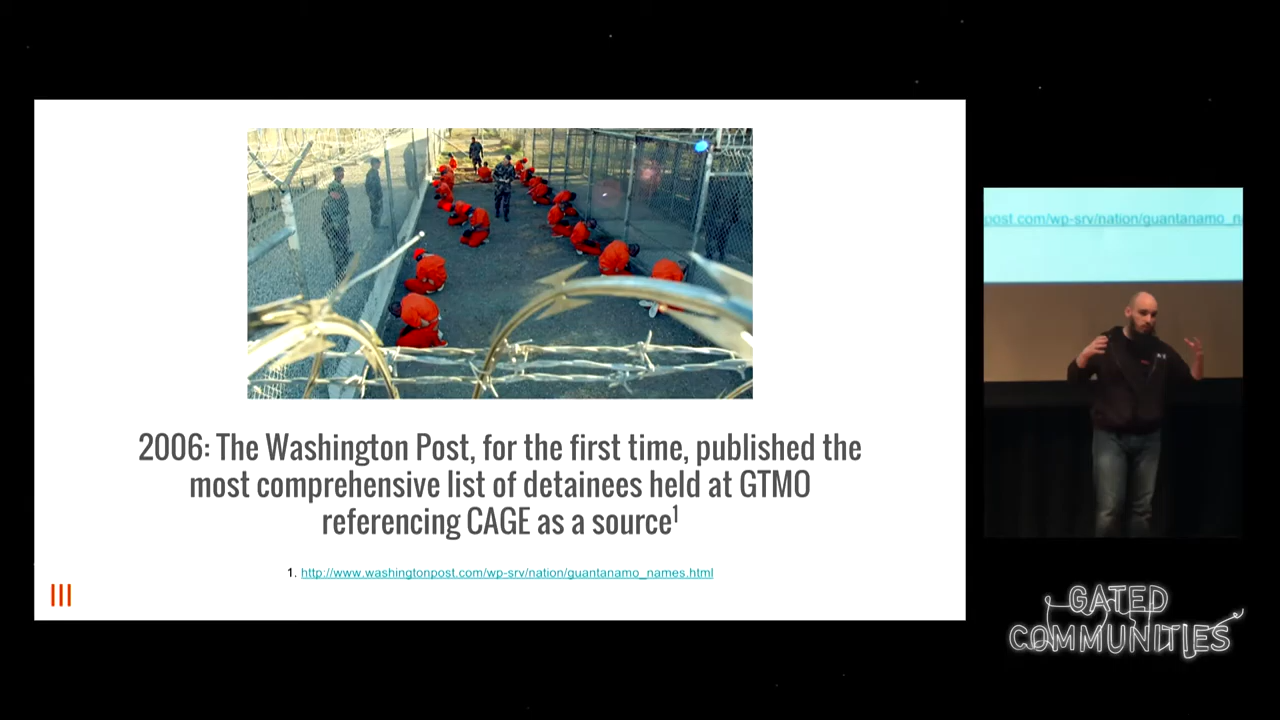 2006: The Washington Post, for the first time, published the
most comprehensive list of detainees held at GTMO
referencing CAGE as a source1
1. http://www.washingtonpost.com/wp-srv/nation/guantanamo_names.html
post.com/wp-srv/nation/guantanamo_n
GATED
COMMUNITIES